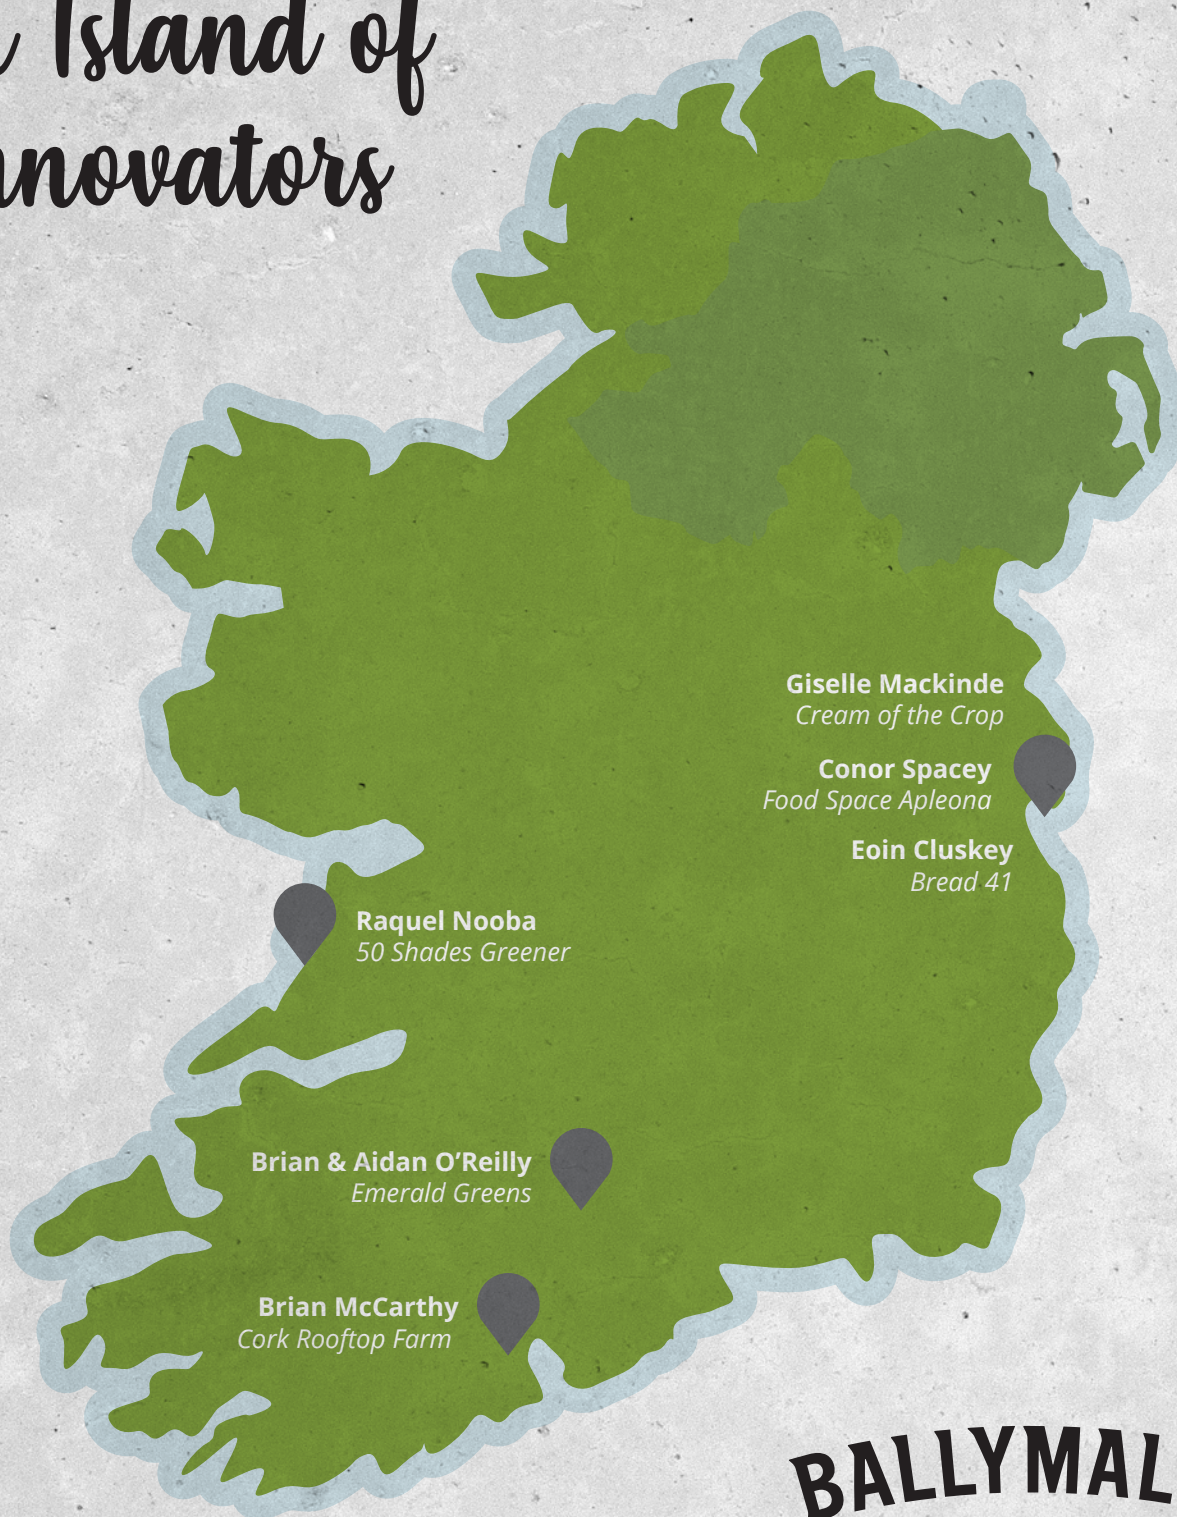 Island of
nnovators
Giselle Mackinde
Cream of the Crop
Conor Spacey
Food Space Apleona
Eoin Cluskey
Bread 41
Raquel Nooba
50 Shades Greener
Brian & Aidan O’Reilly
Emerald Greens
Brian McCarthy
Cork Rooftop Farm
BALLYMAL